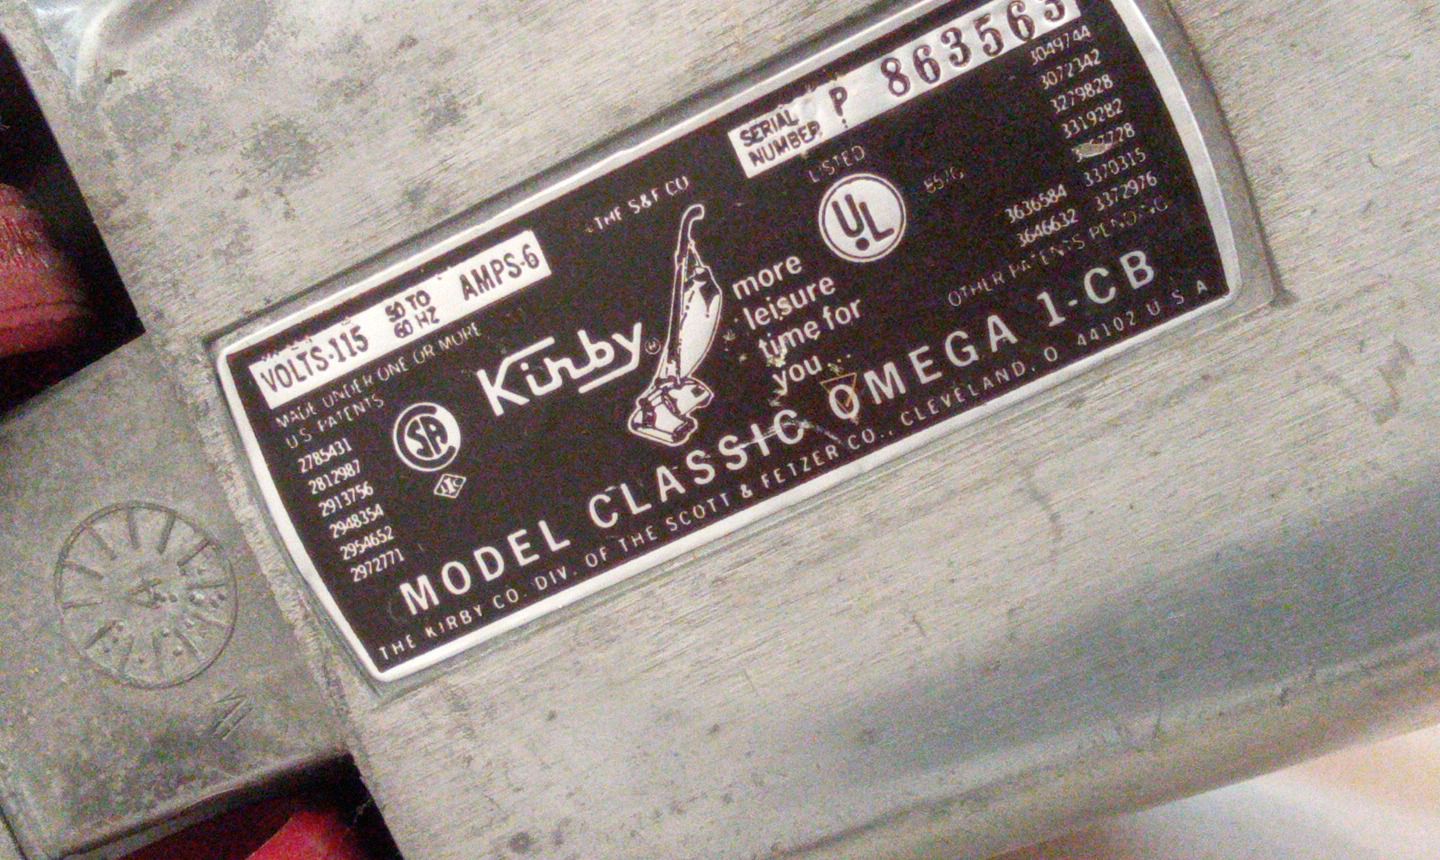 VOLTS-115 50 TO 60 HZ AMPS-6
MADE UNDER ONE OR MORE
U.S. PATENTS
2785431
2812987
2913756
2948354
2954652
2972771
SA
Kirby
THE S&F CO
more
leisure
time for
you...
SERIAL NUMBER P 863563
LISTED
UL
3049744
3072342
3279828
3319282
3636584 3370315
3646632 3372976
OTHER PATENTS PENDING
MODEL CLASSIC OMEGA 1-CB
THE KIRBY CO. DIV. OF THE SCOTT & FETZER CO., CLEVELAND, O 44102 U S A